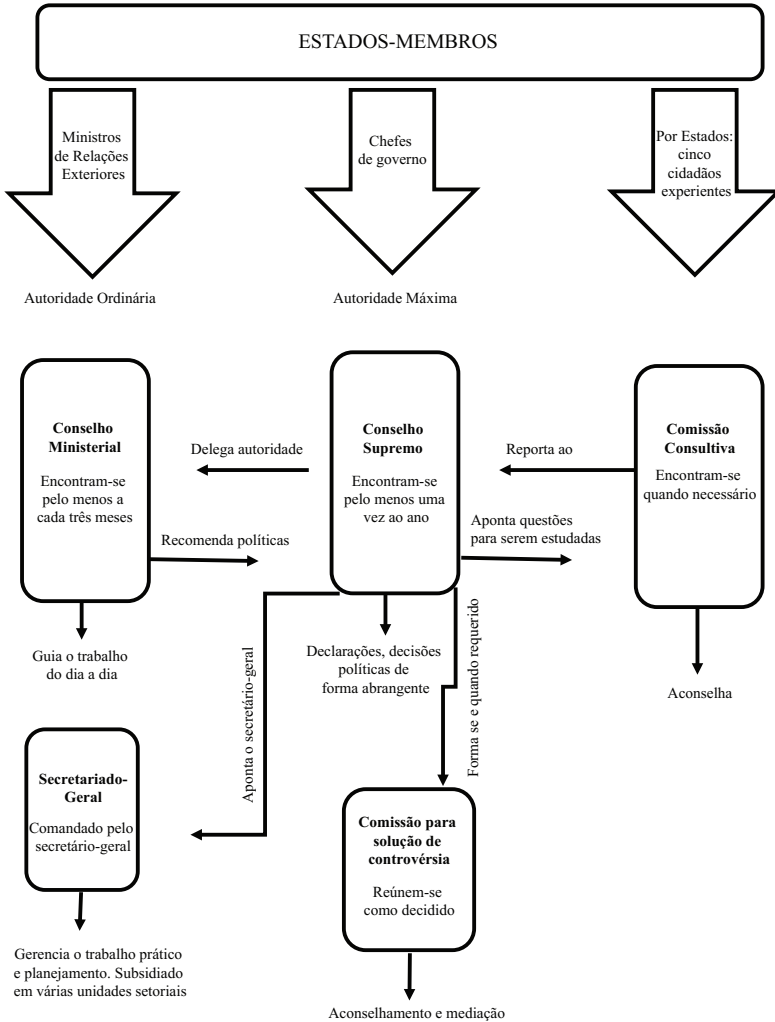 ESTADOS-MEMBROS
Ministros
de Relações
Exteriores
Chefes
de governo
Por Estados:
cinco
cidadãos
experientes
Autoridade Ordinária
Autoridade Máxima
Conselho
Ministerial
Encontram-se
pelo menos a
cada três meses
Delega autoridade
Recomenda políticas
Conselho
Supremo
Encontram-se
pelo menos uma
vez ao ano
Reporta ao
Aponta questões
para serem estudadas
Comissão
Consultiva
Encontram-se
quando necessário
Guia o trabalho
do dia a dia
Aponta o secretário-geral
Declarações, decisões
políticas de
forma abrangente
Forma se e quando requerido
Aconselha
Secretariado-
Geral
Comandado pelo
secretário-geral
Comissão para
solução de
controvérsia
Reúnem-se
como decidido
Gerencia o trabalho prático
e planejamento. Subsidiado
em várias unidades setoriais
Aconselhamento e mediação